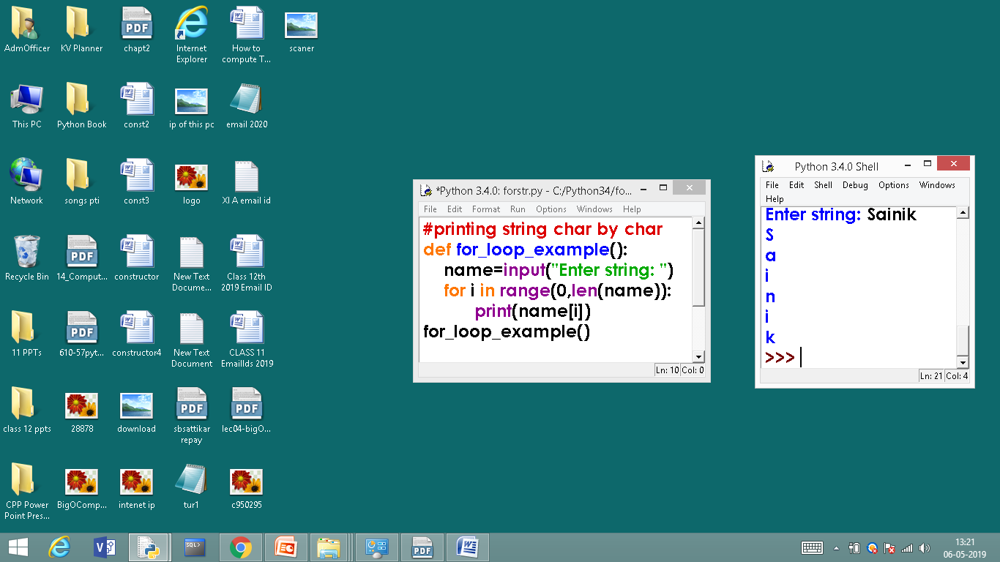 AdmOfficer
KV Planner
chapt2
Internet
Explorer
How to
compute T...
scaner
This PC
Python Book
const2
ip of this pc
email 2020
Network
songs pti
const3
logo
XI A email id
Recycle Bin
14_Comput...
constructor
New Text
Docume...
Class 12th
2019 Email ID
11 PPTs
610-57pyt...
constructor4
New Text
Document
CLASS 11
EmailIds 2019
class 12 ppts
28878
download
sbsattikar
repay
lec04-bigO...
CPP Power
Point Pres...
BigOComp...
intenet ip
tur1
c950295
*Python 3.4.0: forstr.py - C:/Python34/fo...
File Edit Format Run Options Windows Help
#printing string char by char
def for_loop_example():
name=input("Enter string: ")
for i in range(0,len(name)):
print(name[i])
for_loop_example()
Ln: 10 Col: 0
Python 3.4.0 Shell
File Edit Shell Debug Options Windows
Help
Enter string: Sainik
S
a
i
n
i
k
>>>
Ln: 21 Col: 4
PDF
PDF
PDF
PDF
PDF
SQL>
PDF
13:21
06-05-2019